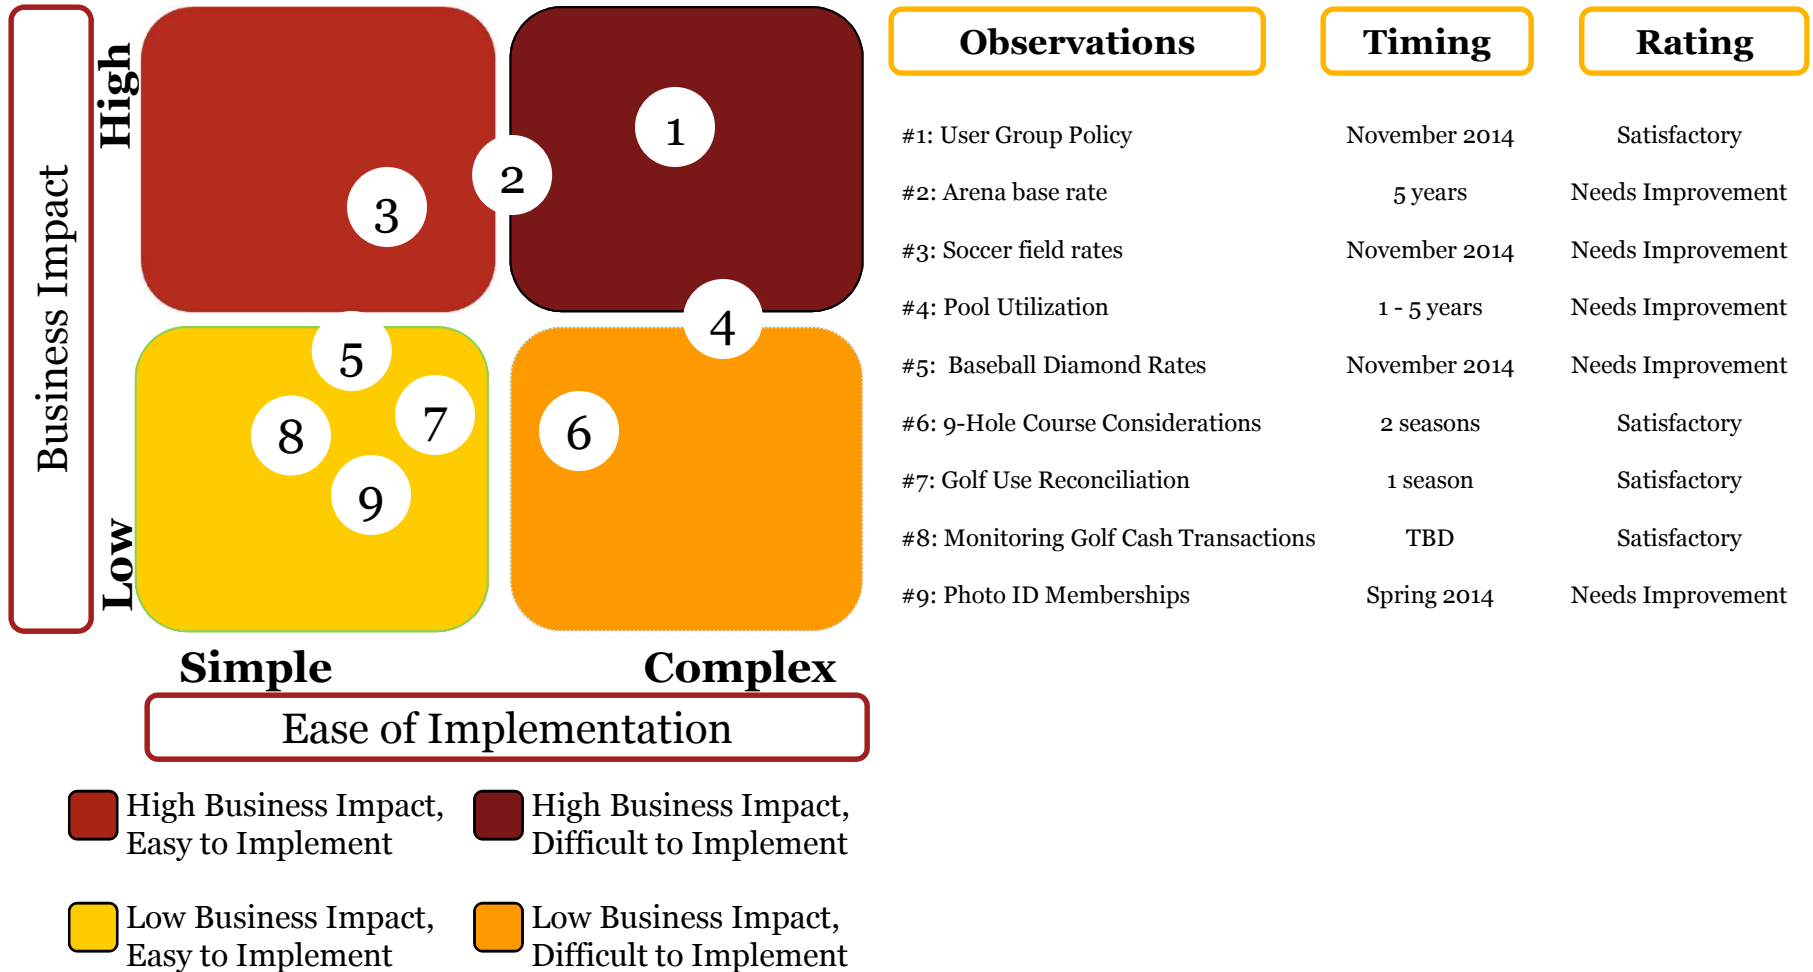 Business Impact
High
Low
1
2
3
4
5
6
7
8
9
Simple
Complex
Ease of Implementation
High Business Impact,
Easy to Implement
High Business Impact,
Difficult to Implement
Low Business Impact,
Easy to Implement
Low Business Impact,
Difficult to Implement
Observations Timing Rating
#1: User Group Policy November 2014 Satisfactory
#2: Arena base rate 5 years Needs Improvement
#3: Soccer field rates November 2014 Needs Improvement
#4: Pool Utilization 1 - 5 years Needs Improvement
#5: Baseball Diamond Rates November 2014 Needs Improvement
#6: 9-Hole Course Considerations 2 seasons Satisfactory
#7: Golf Use Reconciliation 1 season Satisfactory
#8: Monitoring Golf Cash Transactions TBD Satisfactory
#9: Photo ID Memberships Spring 2014 Needs Improvement